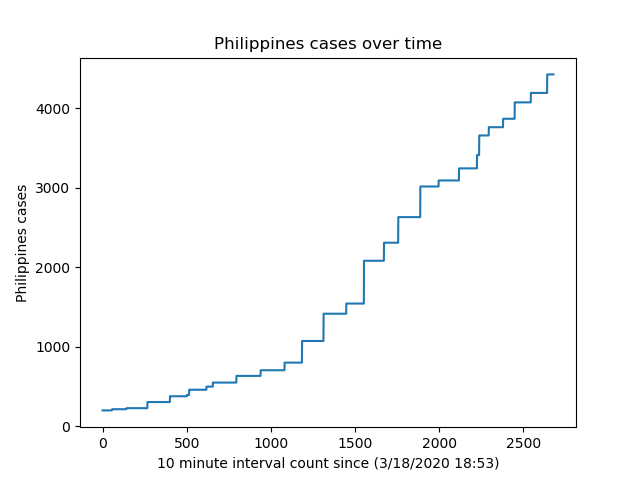 Philippines cases over time
Philippines cases
4000
3000
2000
1000
0
0 500 1000 1500 2000 2500
10 minute interval count since (3/18/2020 18:53)